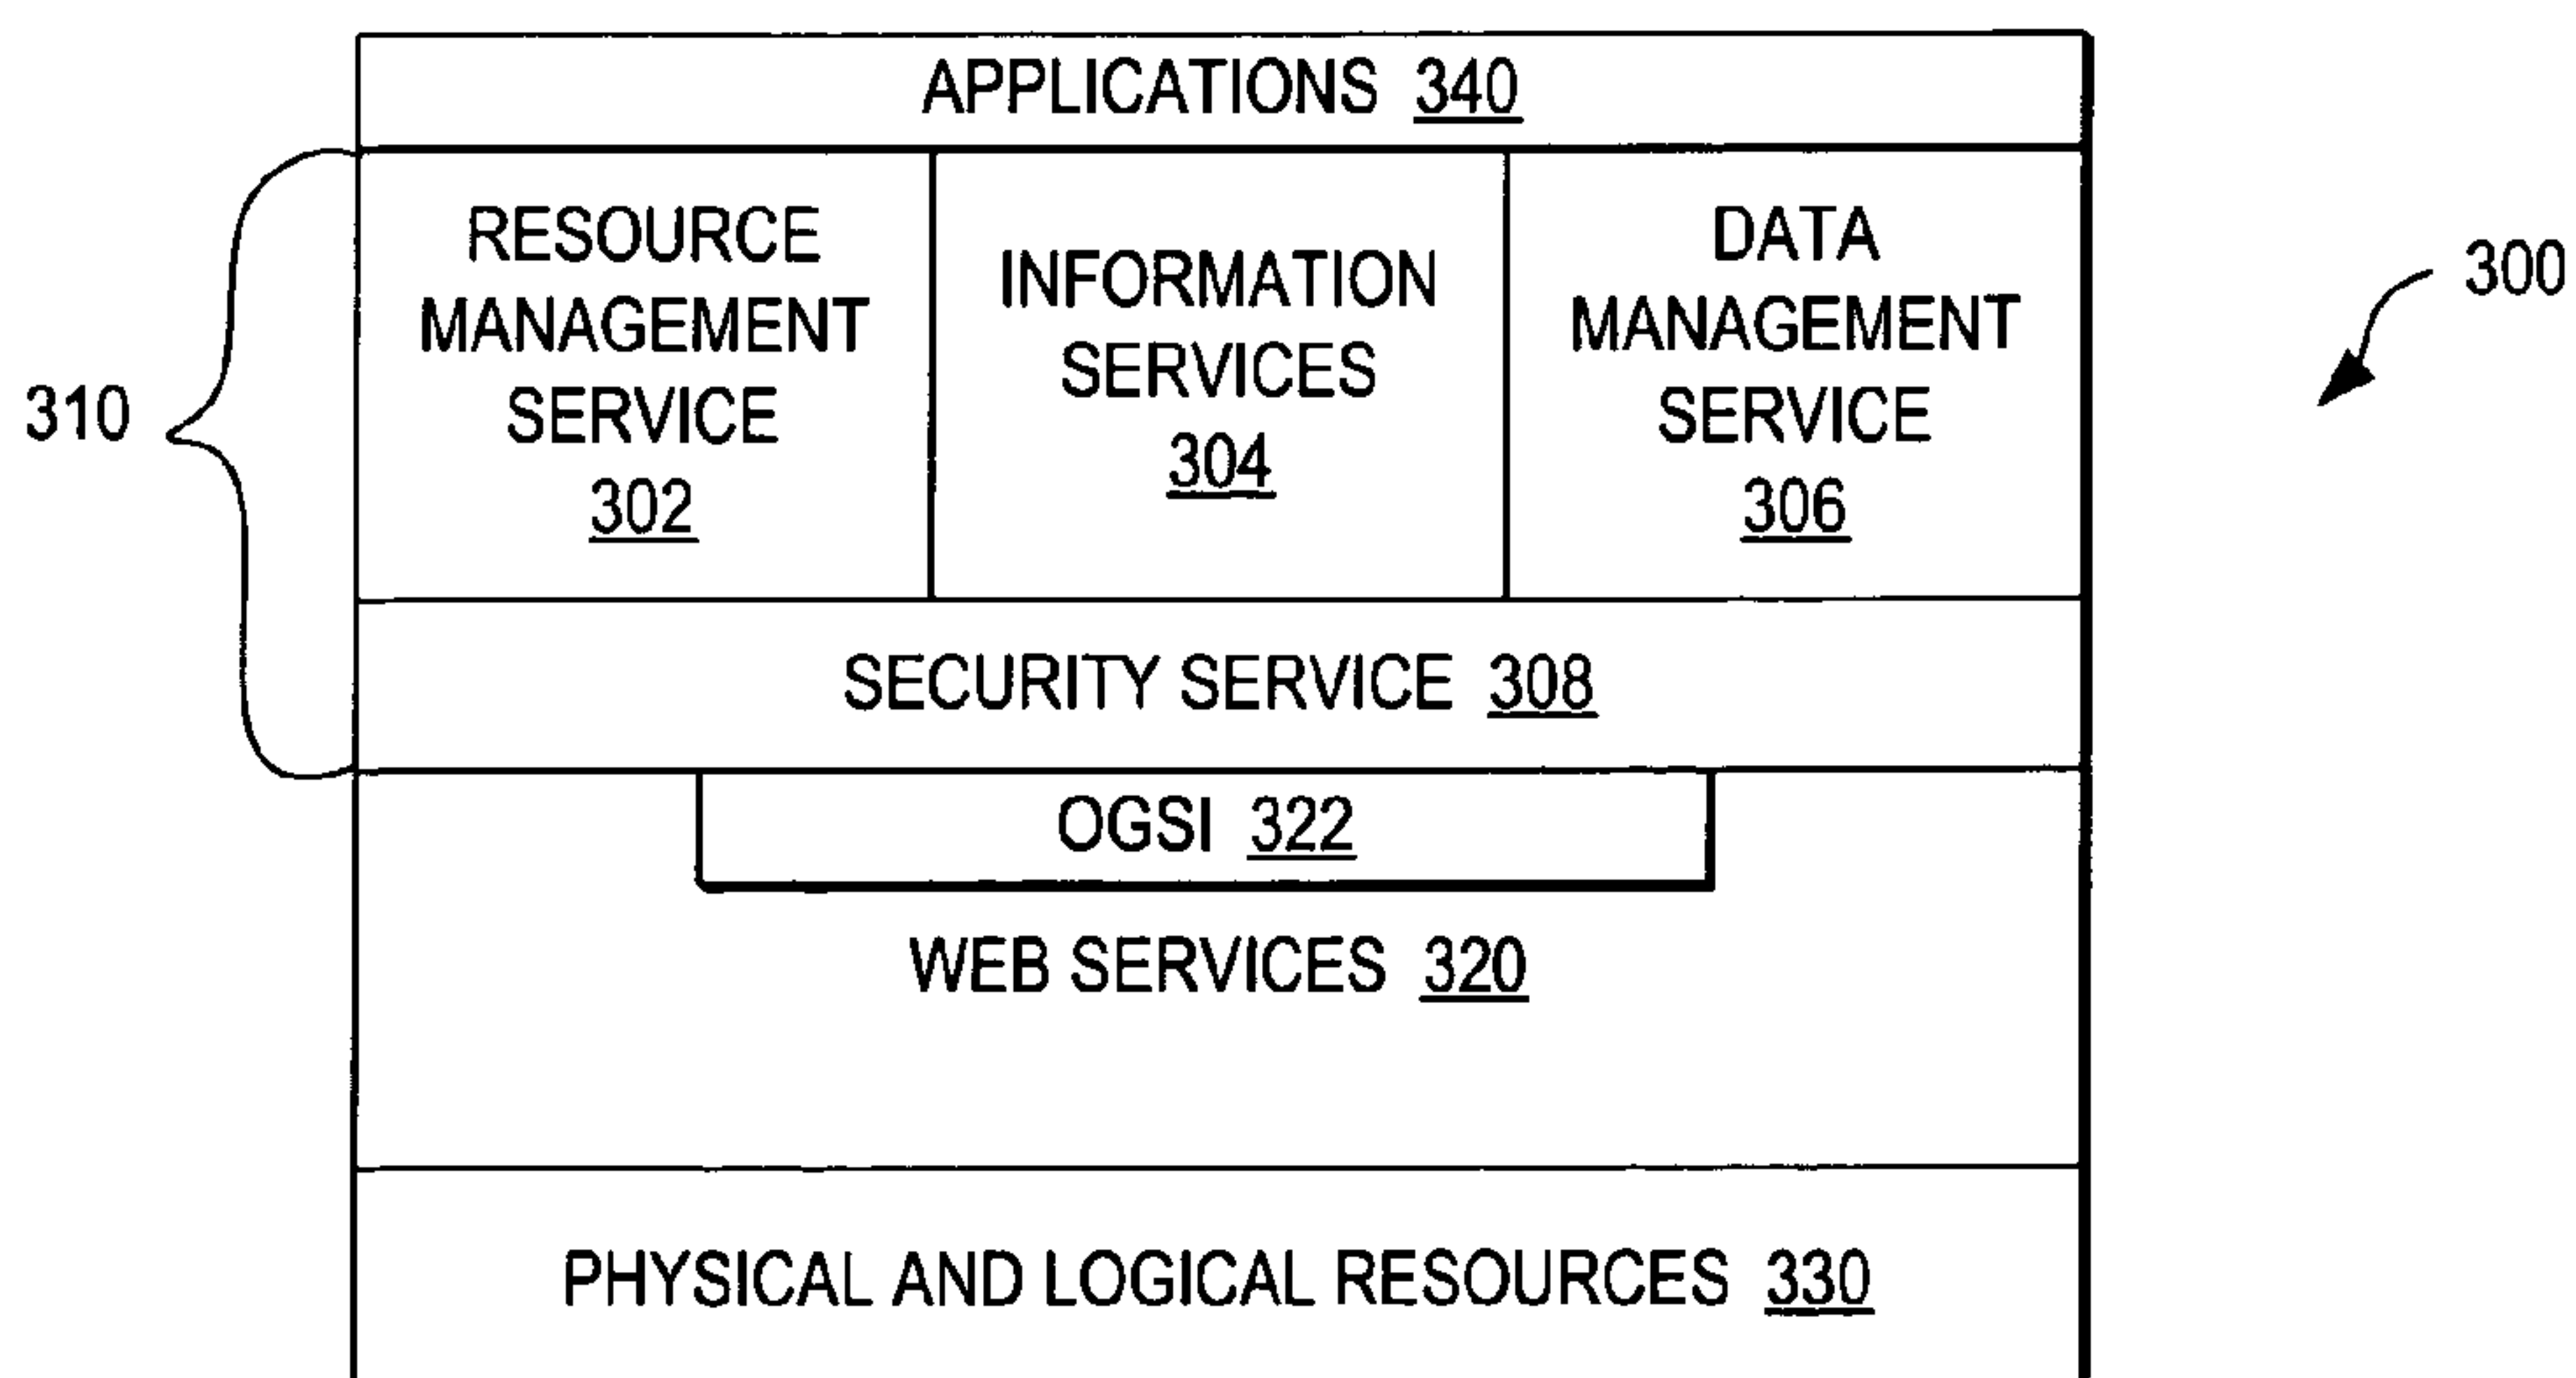 APPLICATIONS 340
RESOURCE
MANAGEMENT
SERVICE
302
INFORMATION
SERVICES
304
DATA
MANAGEMENT
SERVICE
306
300
310
SECURITY SERVICE 308
OGSI 322
WEB SERVICES 320
PHYSICAL AND LOGICAL RESOURCES 330